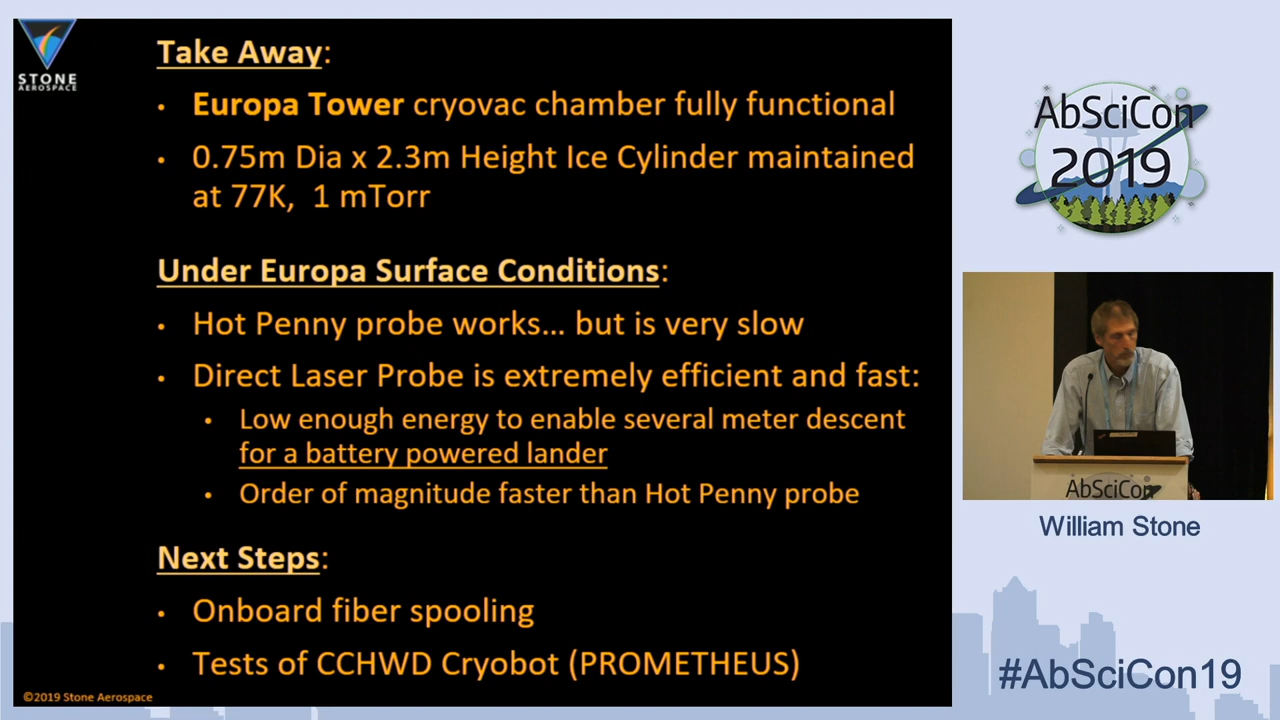 STONE
AEROSPACE
Take Away:
• Europa Tower cryovac chamber fully functional
• 0.75m Dia x 2.3m Height Ice Cylinder maintained
at 77K, 1 mTorr
Under Europa Surface Conditions:
• Hot Penny probe works... but is very slow
• Direct Laser Probe is extremely efficient and fast:
• Low enough energy to enable several meter descent
for a battery powered lander
• Order of magnitude faster than Hot Penny probe
Next Steps:
• Onboard fiber spooling
• Tests of CCHWD Cryobot (PROMETHEUS)
©2019 Stone Aerospace
AbSciCon
2019
AbSciCon
William Stone
#AbSciCon19